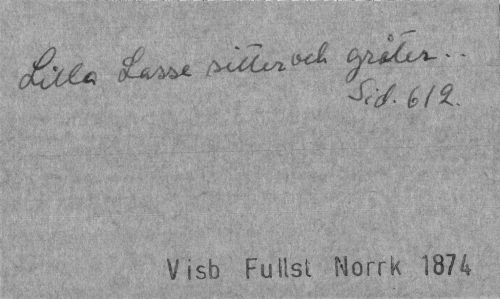 Lilla Lasse sitter och gråter...
Sid. 612.
Visb Fullst Norrk 1874